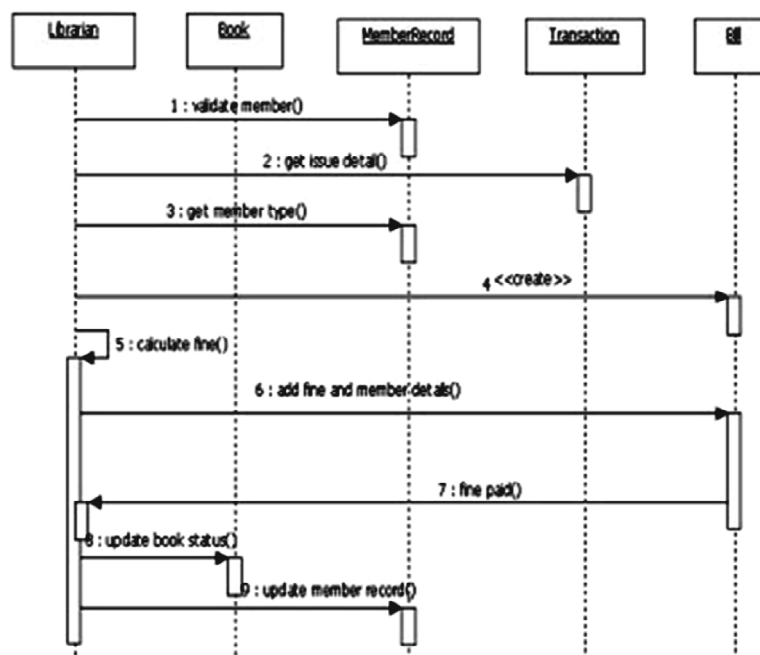 Librarian
Book
MemberRecord
Transaction
Bill
1 : validate member()
2 : get issue detail()
3 : get member type()
4 <<create>>
5 : calculate fine()
6 : add fine and member details()
7 : fine paid()
8 : update book status()
9 : update member record()